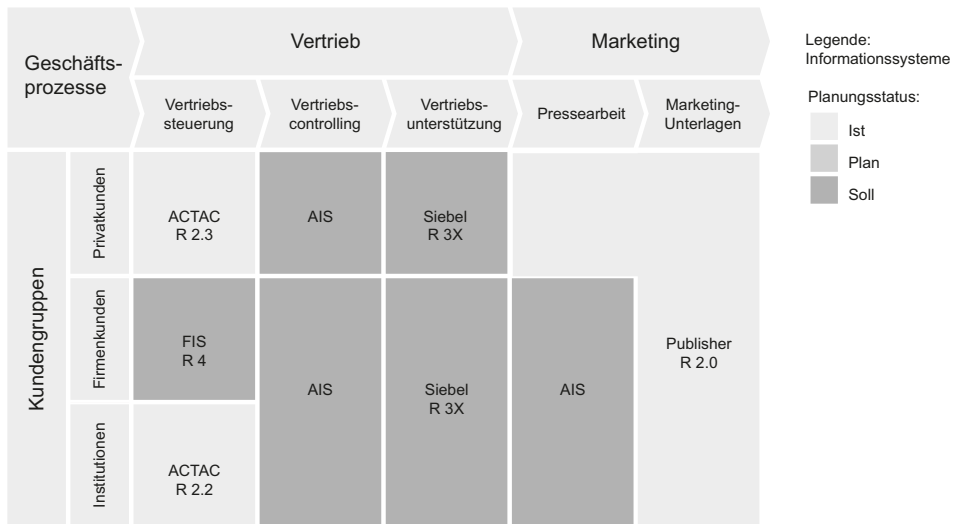 Geschäfts-
prozesse
Vertrieb
Marketing
Vertriebs-
steuerung
Vertriebs-
controlling
Vertriebs-
unterstützung
Pressearbeit
Marketing-
Unterlagen
Legende:
Informationssysteme
Planungsstatus:
Ist
Plan
Soll
Kundengruppen
Privatkunden
ACTAC
R 2.3
AIS
Siebel
R 3X
Firmenkunden
FIS
R 4
AIS
Siebel
R 3X
AIS
Publisher
R 2.0
Institutionen
ACTAC
R 2.2